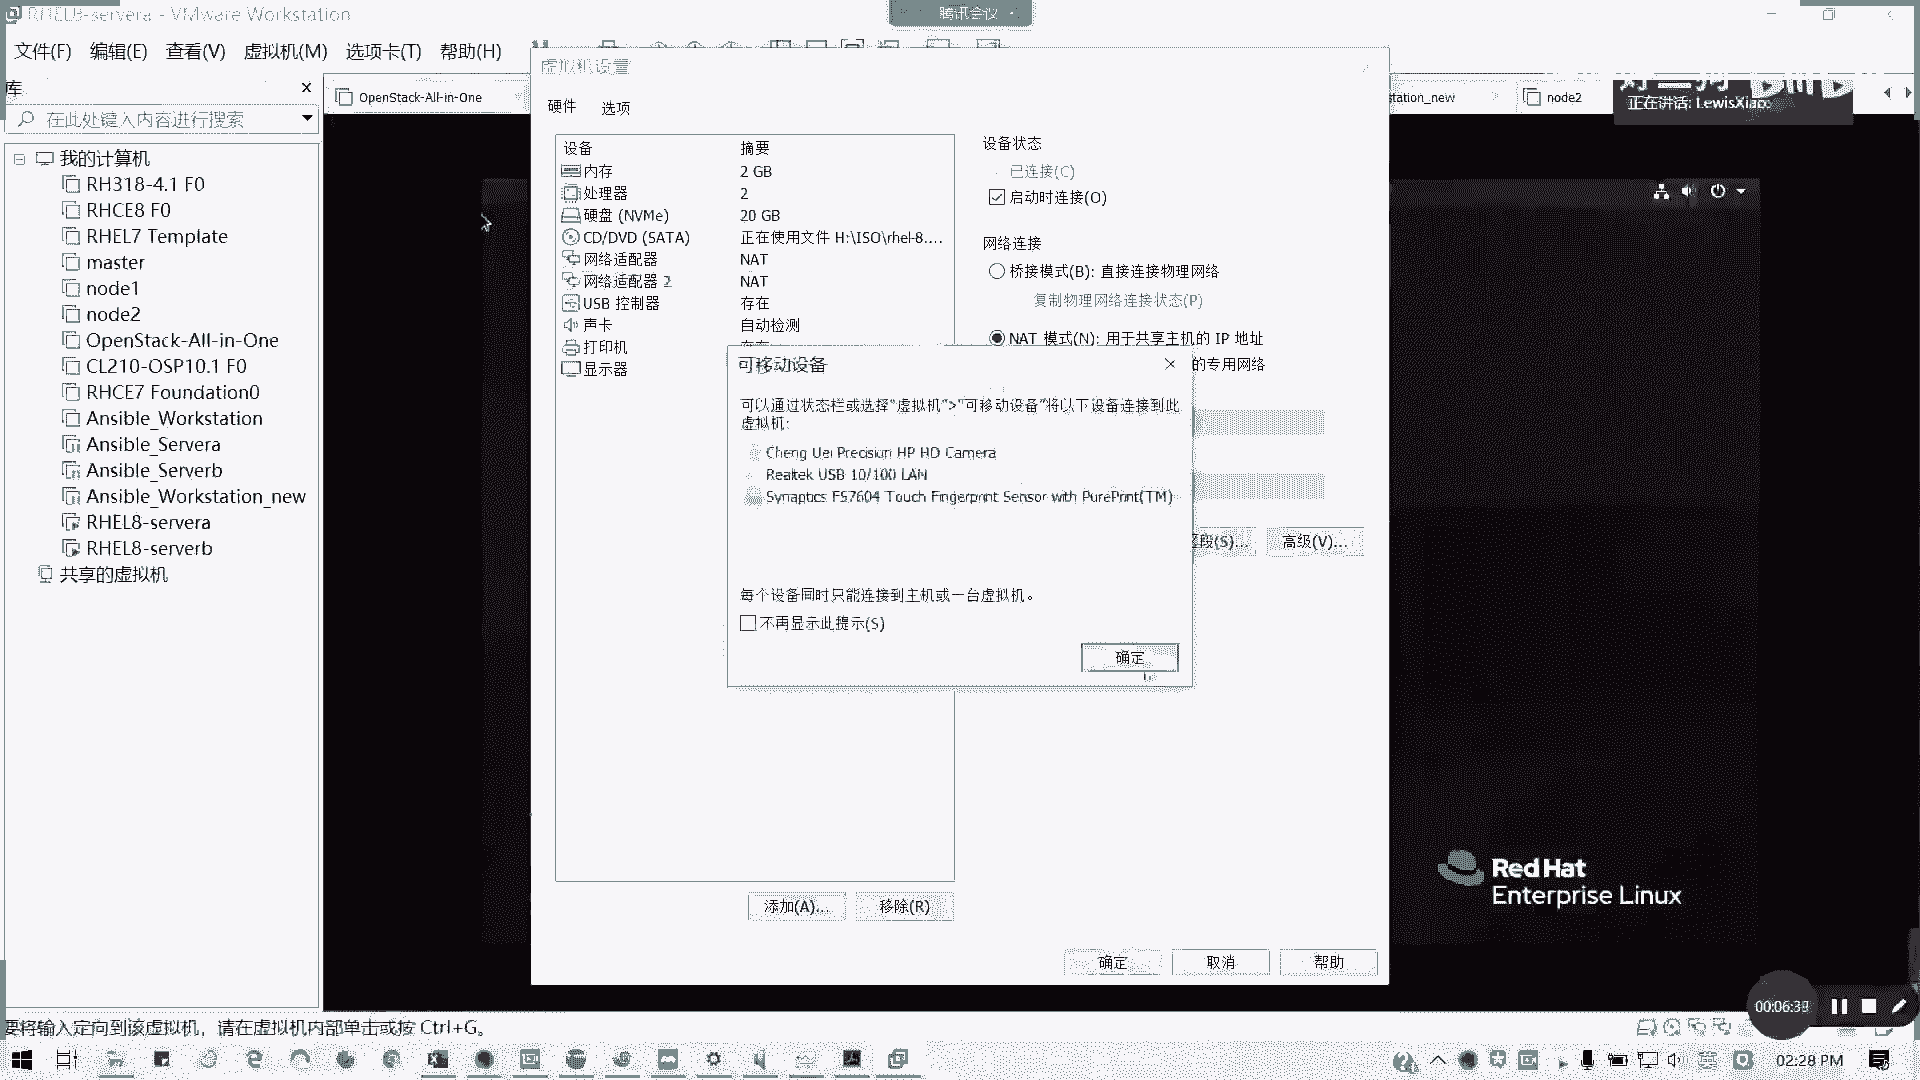 RHEL8-servera - VMware Workstation
腾讯会议
文件(F) 编辑(E) 查看(V) 虚拟机(M) 选项卡(T) 帮助(H)
库
在此处键入内容进行搜索
我的计算机
RH318-4.1 F0
RHCE8 F0
RHEL7 Template
master
node1
node2
OpenStack-All-in-One
CL210-OSP10.1 F0
RHCE7 Foundation0
Ansible_Workstation
Ansible_Servera
Ansible_Serverb
Ansible_Workstation_new
RHEL8-servera
RHEL8-serverb
共享的虚拟机
OpenStack-All-in-One
station_new
node2
正在讲话: LewisXiao
虚拟机设置
硬件 选项
设备 摘要
内存 2 GB
处理器 2
硬盘 (NVMe) 20 GB
CD/DVD (SATA) 正在使用文件 H:\ISO\rhel-8....
网络适配器 NAT
网络适配器 2 NAT
USB 控制器 存在
声卡 自动检测
打印机
显示器
设备状态
已连接(C)
启动时连接(O)
网络连接
桥接模式(B): 直接连接物理网络
复制物理网络连接状态(P)
NAT 模式(N): 用于共享主机的 IP 地址
的专用网络
段(S)...
高级(V)...
可移动设备
可以通过状态栏或选择"虚拟机">"可移动设备"将以下设备连接到此
虚拟机:
Cheng Uei Precision HP HD Camera
Realtek USB 10/100 LAN
Synaptics FS7604 Touch Fingerprint Sensor with PurePrint(TM)
每个设备同时只能连接到主机或一台虚拟机。
不再显示此提示(S)
确定
添加(A)...
移除(R)
确定
取消
帮助
Red Hat
Enterprise Linux
00:06:39
要将输入定向到该虚拟机，请在虚拟机内部单击或按 Ctrl+G。
02:28 PM